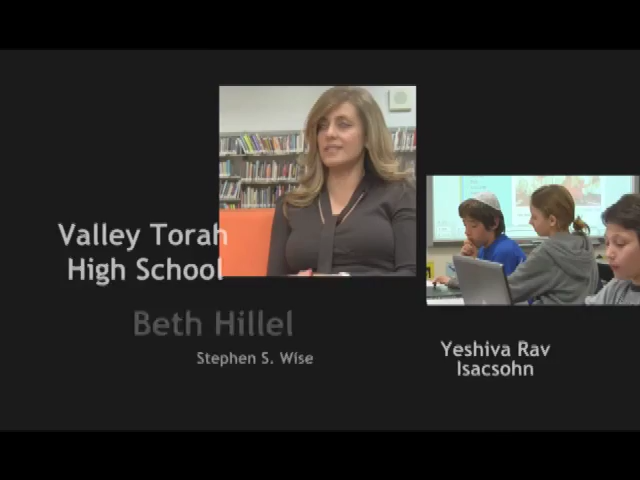 Valley Torah
High School
Beth Hillel
Stephen S. Wise
Yeshiva Rav
Isacsohn